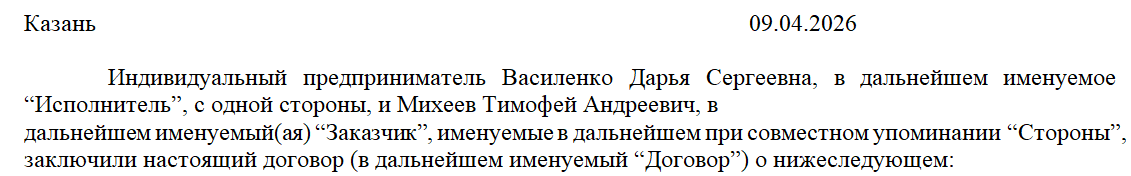 Казань 09.04.2026
Индивидуальный предприниматель Василенко Дарья Сергеевна, в дальнейшем именуемое
“Исполнитель”, с одной стороны, и Михеев Тимофей Андреевич, в
дальнейшем именуемый(ая) “Заказчик”, именуемые в дальнейшем при совместном упоминании “Стороны”,
заключили настоящий договор (в дальнейшем именуемый “Договор”) о нижеследующем: